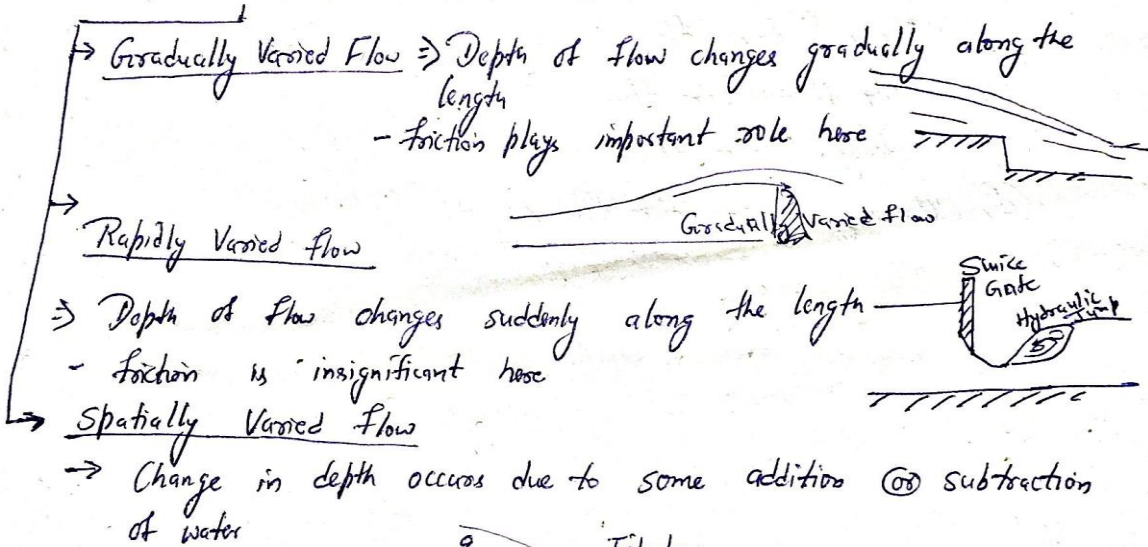 → Gradually Varied Flow ⇒ Depth of flow changes gradually along the
length
- friction plays important role here
→ Rapidly Varied flow
Gradually Varied flow
⇒ Depth of flow changes suddenly along the length
Sluice
Gate
Hydraulic
Jump
- friction is insignificant here
→ Spatially Varied Flow
→ Change in depth occurs due to some addition or subtraction
of water